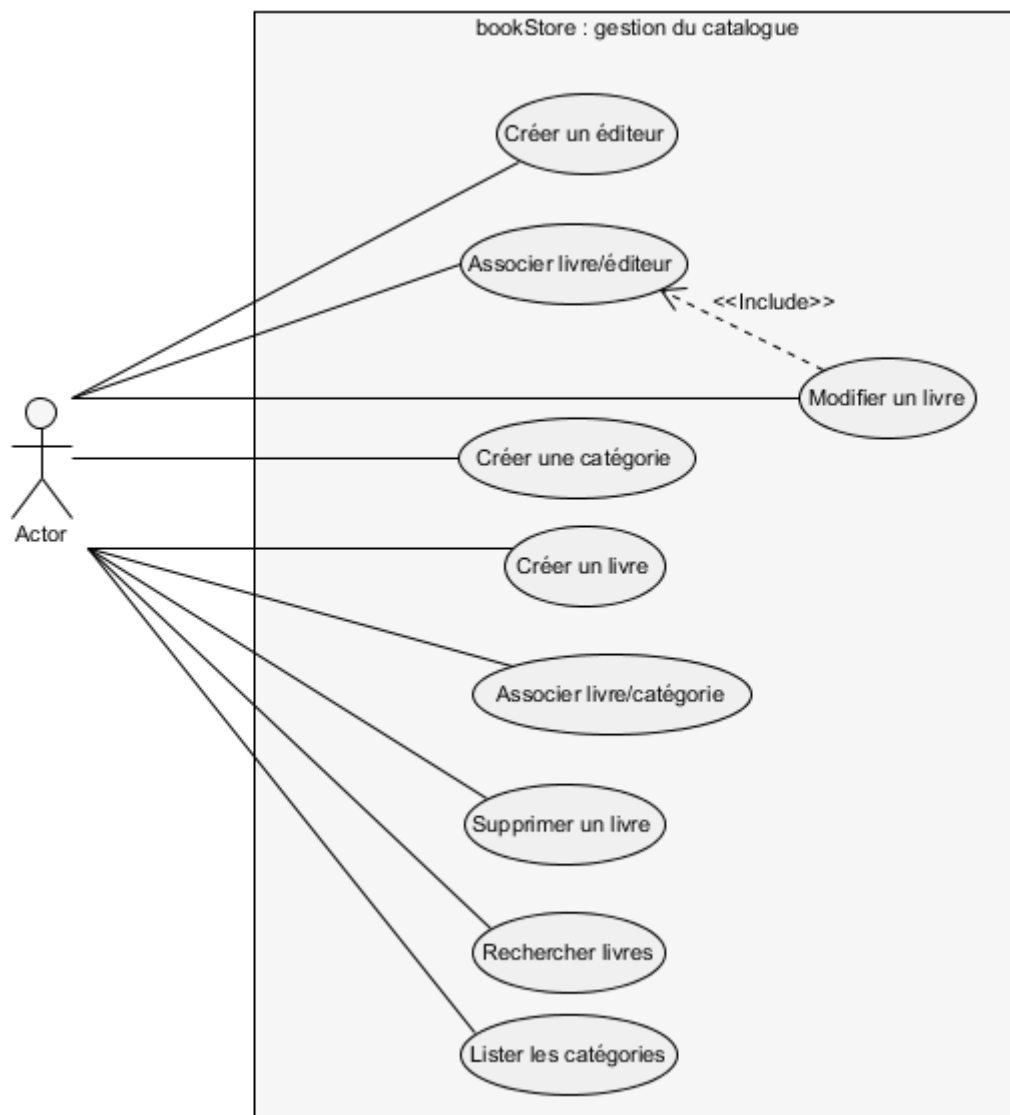 bookStore : gestion du catalogue
Créer un éditeur
Associer livre/éditeur
<<Include>>
Modifier un livre
Créer une catégorie
Actor
Créer un livre
Associer livre/catégorie
Supprimer un livre
Rechercher livres
Lister les catégories